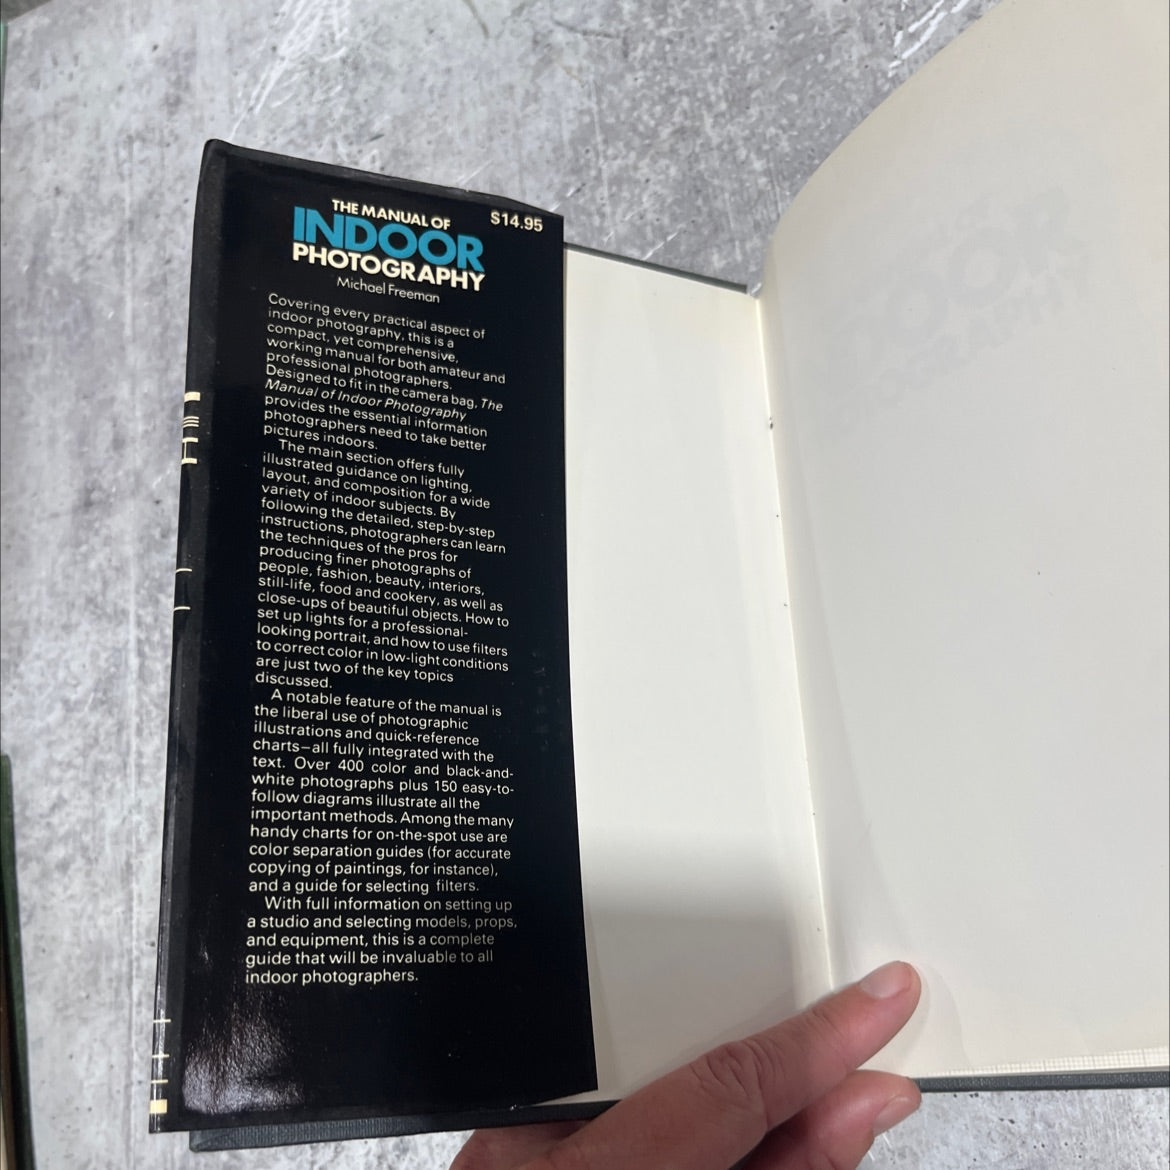 THE MANUAL OF
$14.95
INDOOR
PHOTOGRAPHY
Michael Freeman
Covering every practical aspect of
indoor photography, this is a
compact, yet comprehensive,
working manual for both amateur and
professional photographers.
Designed to fit in the camera bag, The
Manual of Indoor Photography
provides the essential information
photographers need to take better
pictures indoors.
The main section offers fully
illustrated guidance on lighting,
layout, and composition for a wide
variety of indoor subjects. By
following the detailed, step-by-step
instructions, photographers can learn
the techniques of the pros for
producing finer photographs of
people, fashion, beauty, interiors,
still-life, food and cookery, as well as
close-ups of beautiful objects. How to
set up lights for a professional-
looking portrait, and how to use filters
to correct color in low-light conditions
are just two of the key topics
discussed.
A notable feature of the manual is
the liberal use of photographic
illustrations and quick-reference
charts—all fully integrated with the
text. Over 400 color and black-and-
white photographs plus 150 easy-to-
follow diagrams illustrate all the
important methods. Among the many
handy charts for on-the-spot use are
color separation guides (for accurate
copying of paintings, for instance),
and a guide for selecting filters.
With full information on setting up
a studio and selecting models, props,
and equipment, this is a complete
guide that will be invaluable to all
indoor photographers.